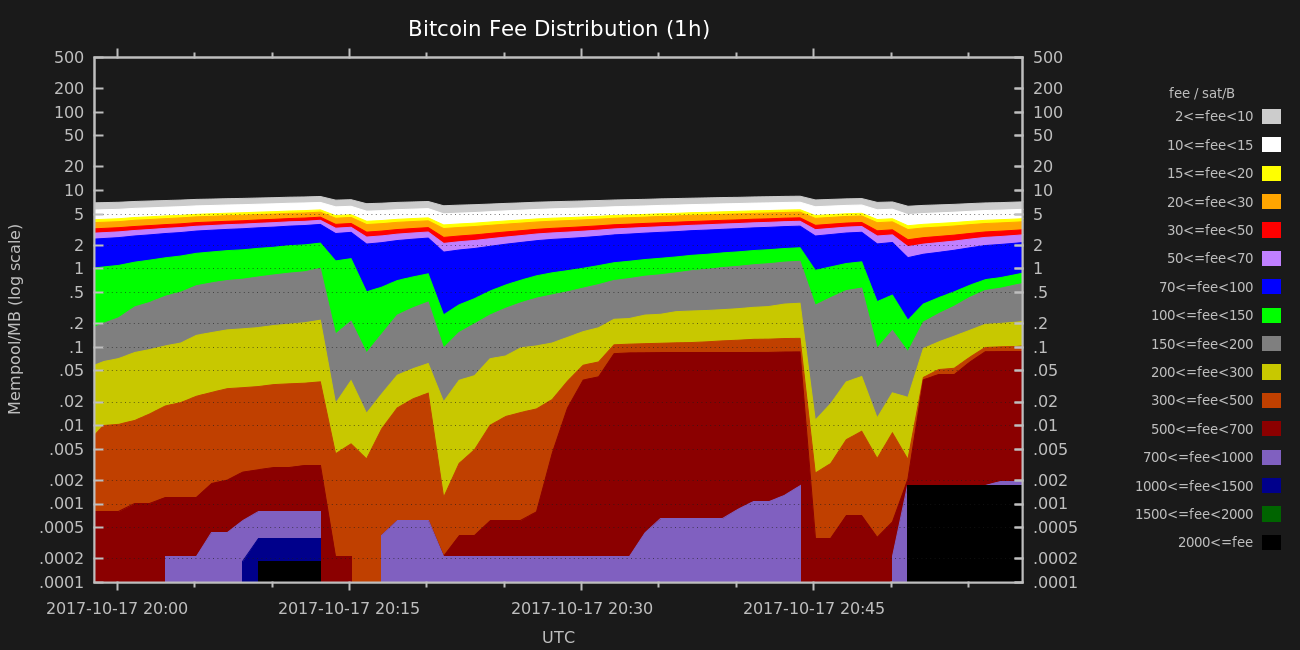 Bitcoin Fee Distribution (1h)
500
200
100
50
20
10
5
2
1
.5
.2
.1
.05
.02
.01
.005
.002
.001
.0005
.0002
.0001
Mempool/MB (log scale)
500
200
100
50
20
10
5
2
1
.5
.2
.1
.05
.02
.01
.005
.002
.001
.0005
.0002
.0001
2017-10-17 20:00 2017-10-17 20:15 2017-10-17 20:30 2017-10-17 20:45
UTC
fee / sat/B
2<=fee<10
10<=fee<15
15<=fee<20
20<=fee<30
30<=fee<50
50<=fee<70
70<=fee<100
100<=fee<150
150<=fee<200
200<=fee<300
300<=fee<500
500<=fee<700
700<=fee<1000
1000<=fee<1500
1500<=fee<2000
2000<=fee